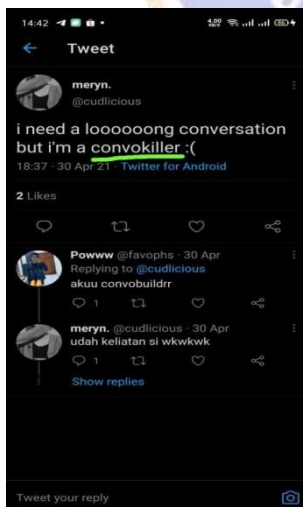 14:42
Tweet
meryn.
@cudlicious
i need a loooooong conversation
but i'm a convokiller :(
18:37 · 30 Apr 21 · Twitter for Android
2 Likes
Powww @favophs · 30 Apr
Replying to @cudlicious
akuu convobuildrr
1
meryn. @cudlicious · 30 Apr
udah keliatan si wkwkwk
1
Show replies
Tweet your reply